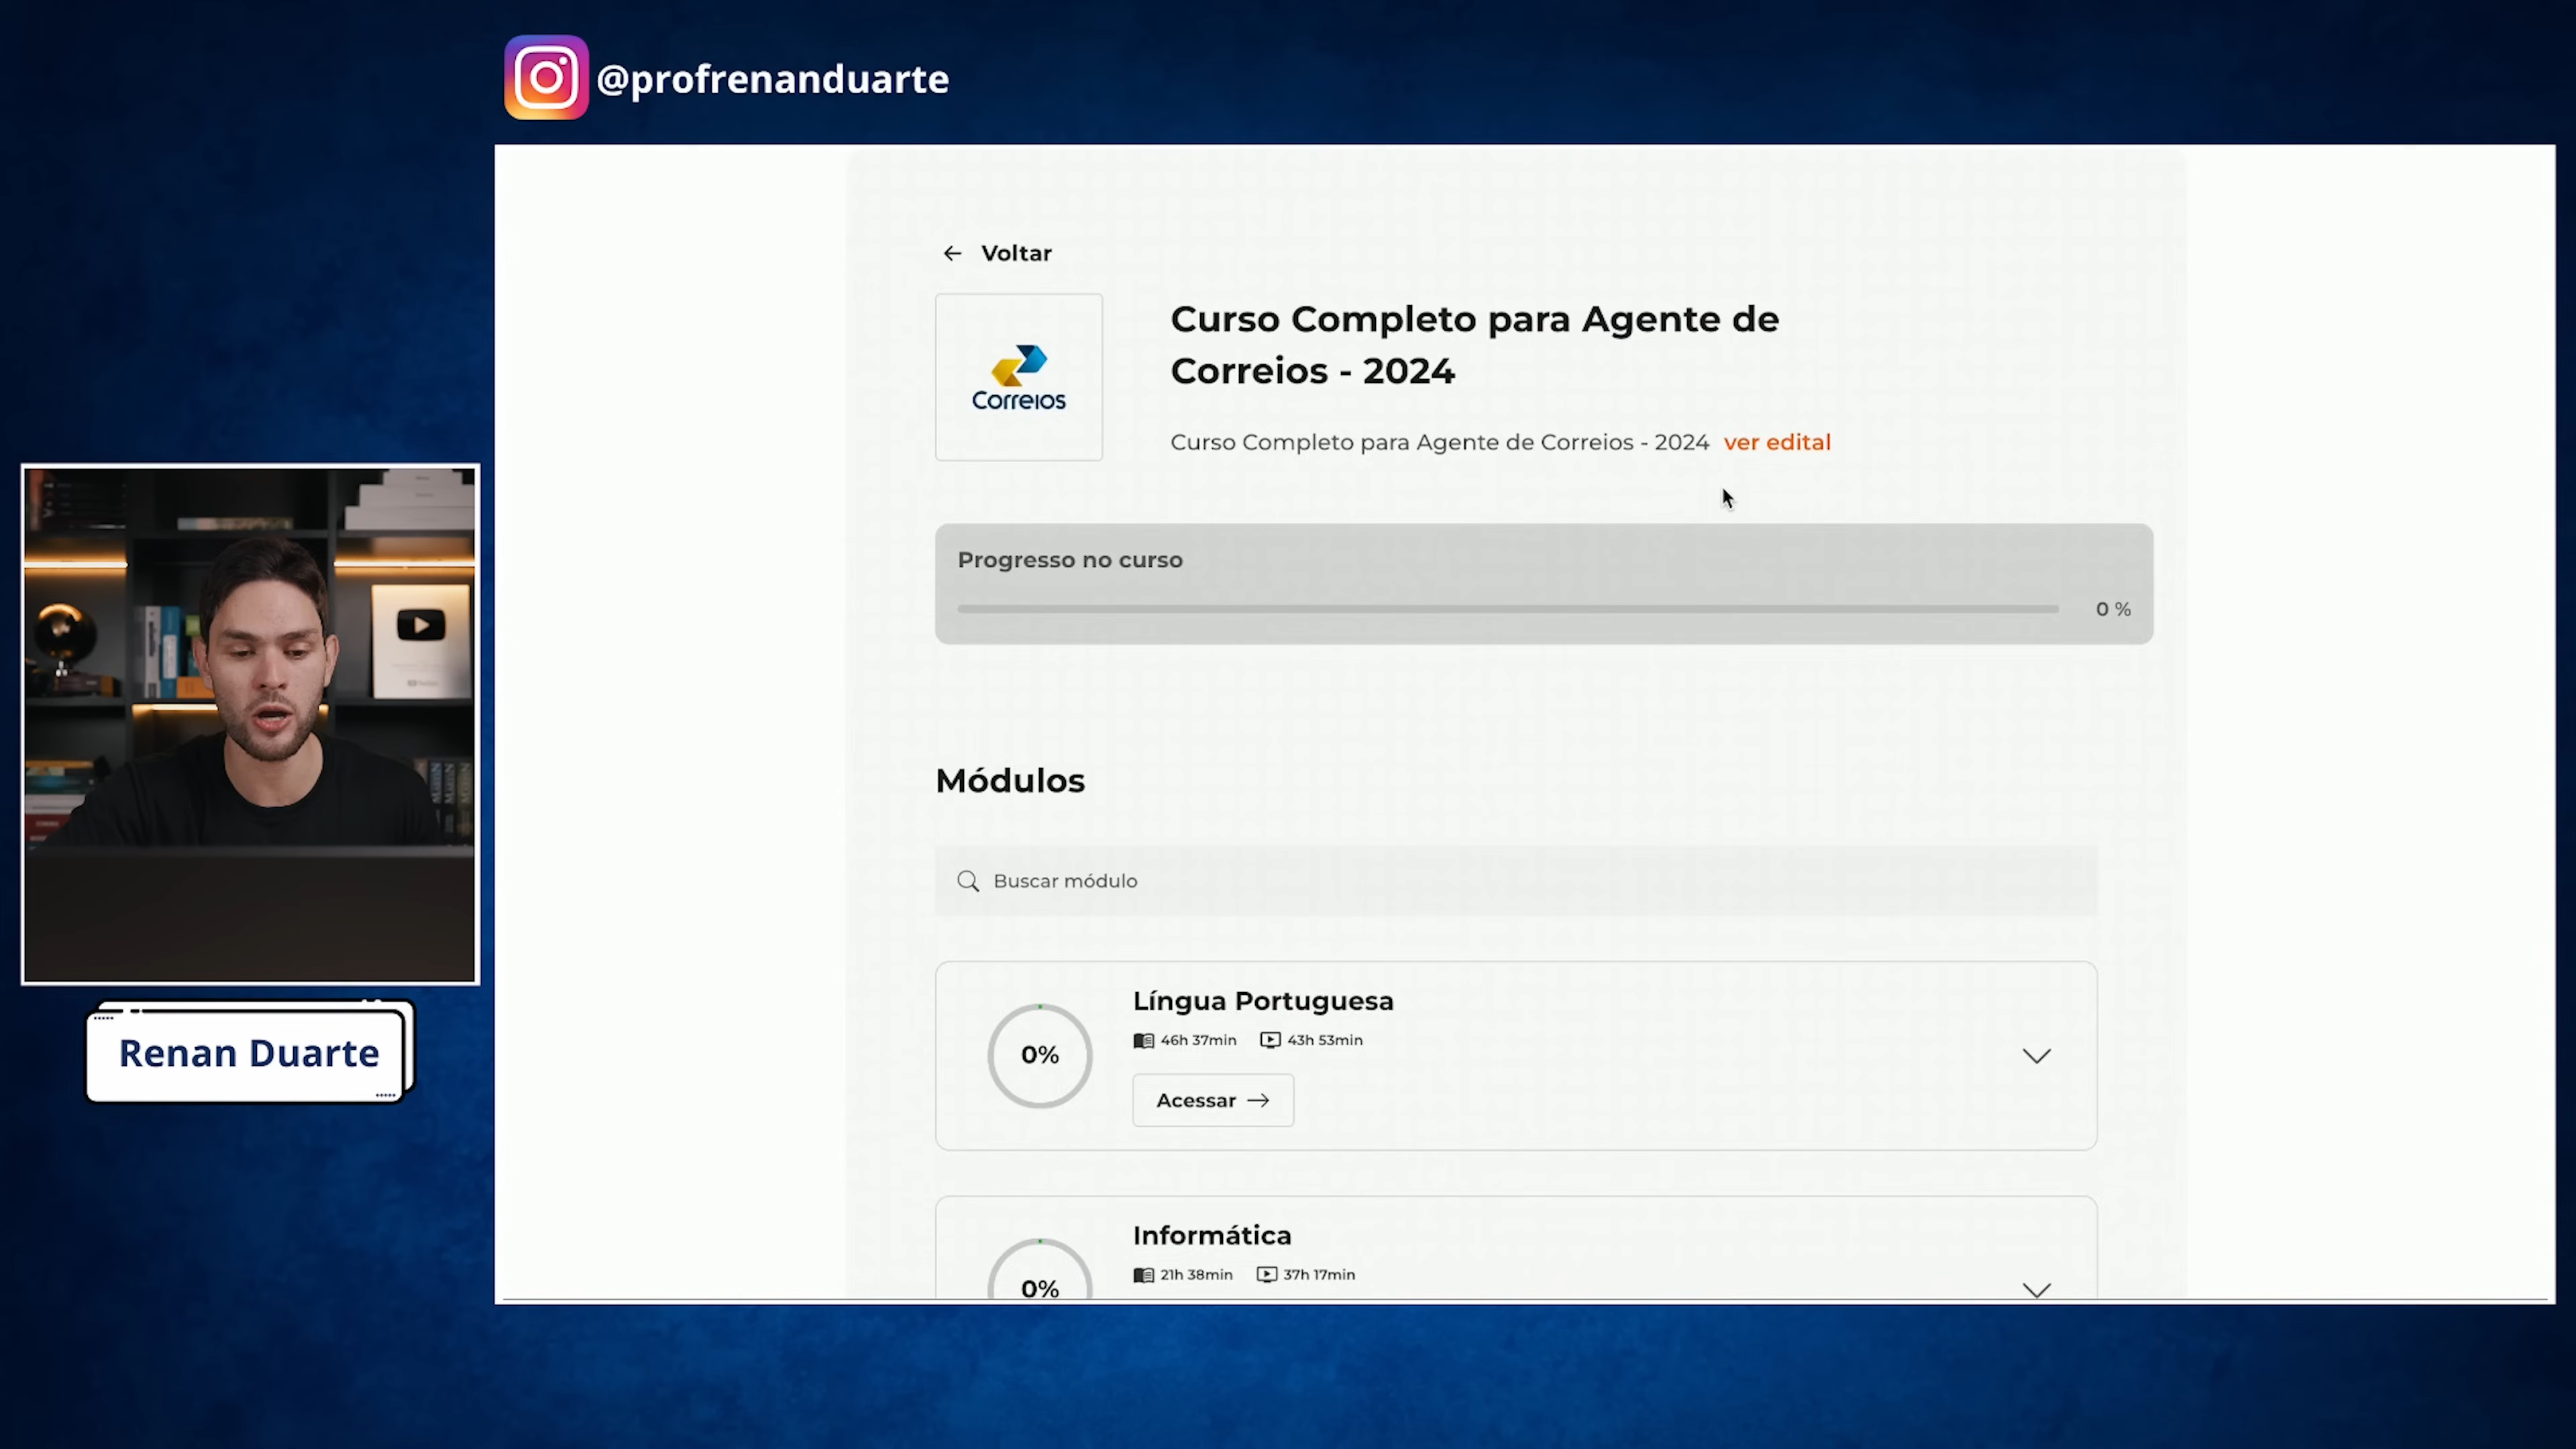 @profrenanduarte
Voltar
Correios
Curso Completo para Agente de
Correios - 2024
Curso Completo para Agente de Correios - 2024 ver edital
Progresso no curso
0 %
Módulos
Buscar módulo
0%
Língua Portuguesa
46h 37min 43h 53min
Acessar
0%
Informática
21h 38min 37h 17min
Renan Duarte